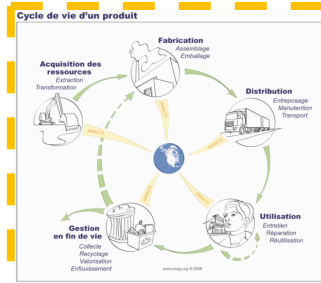 Cycle de vie d'un produit
Fabrication
Assemblage
Emballage
Acquisition des
ressources
Extraction
Transformation
Distribution
Entreposage
Manutention
Transport
Utilisation
Entretien
Réparation
Réutilisation
Gestion
en fin de vie
Collecte
Recyclage
Valorisation
Enfouissement